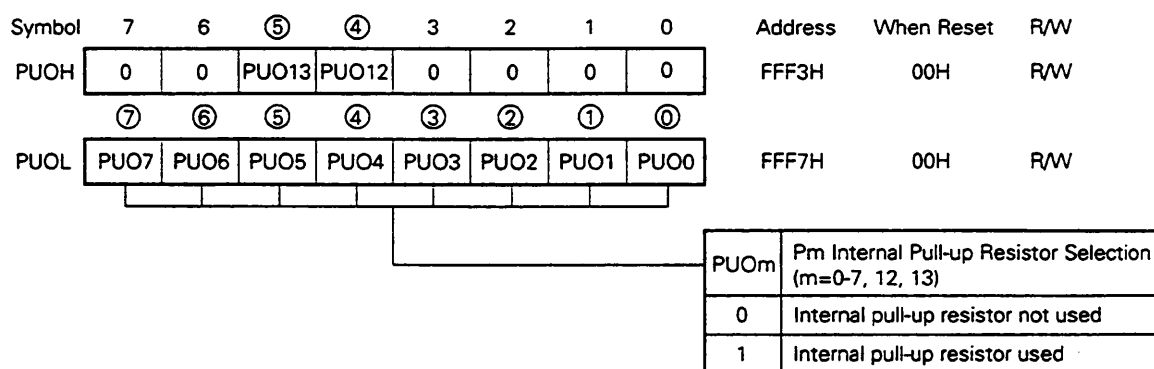 Symbol 7 6 ⑤ ④ 3 2 1 0 Address When Reset R/W
PUOH 0 0 PUO13 PUO12 0 0 0 0 FFF3H 00H R/W
⑦ ⑥ ⑤ ④ ③ ② ① ⓪
PUOL PUO7 PUO6 PUO5 PUO4 PUO3 PUO2 PUO1 PUO0 FFF7H 00H R/W
PUOm Pm Internal Pull-up Resistor Selection
(m=0-7, 12, 13)
0 Internal pull-up resistor not used
1 Internal pull-up resistor used